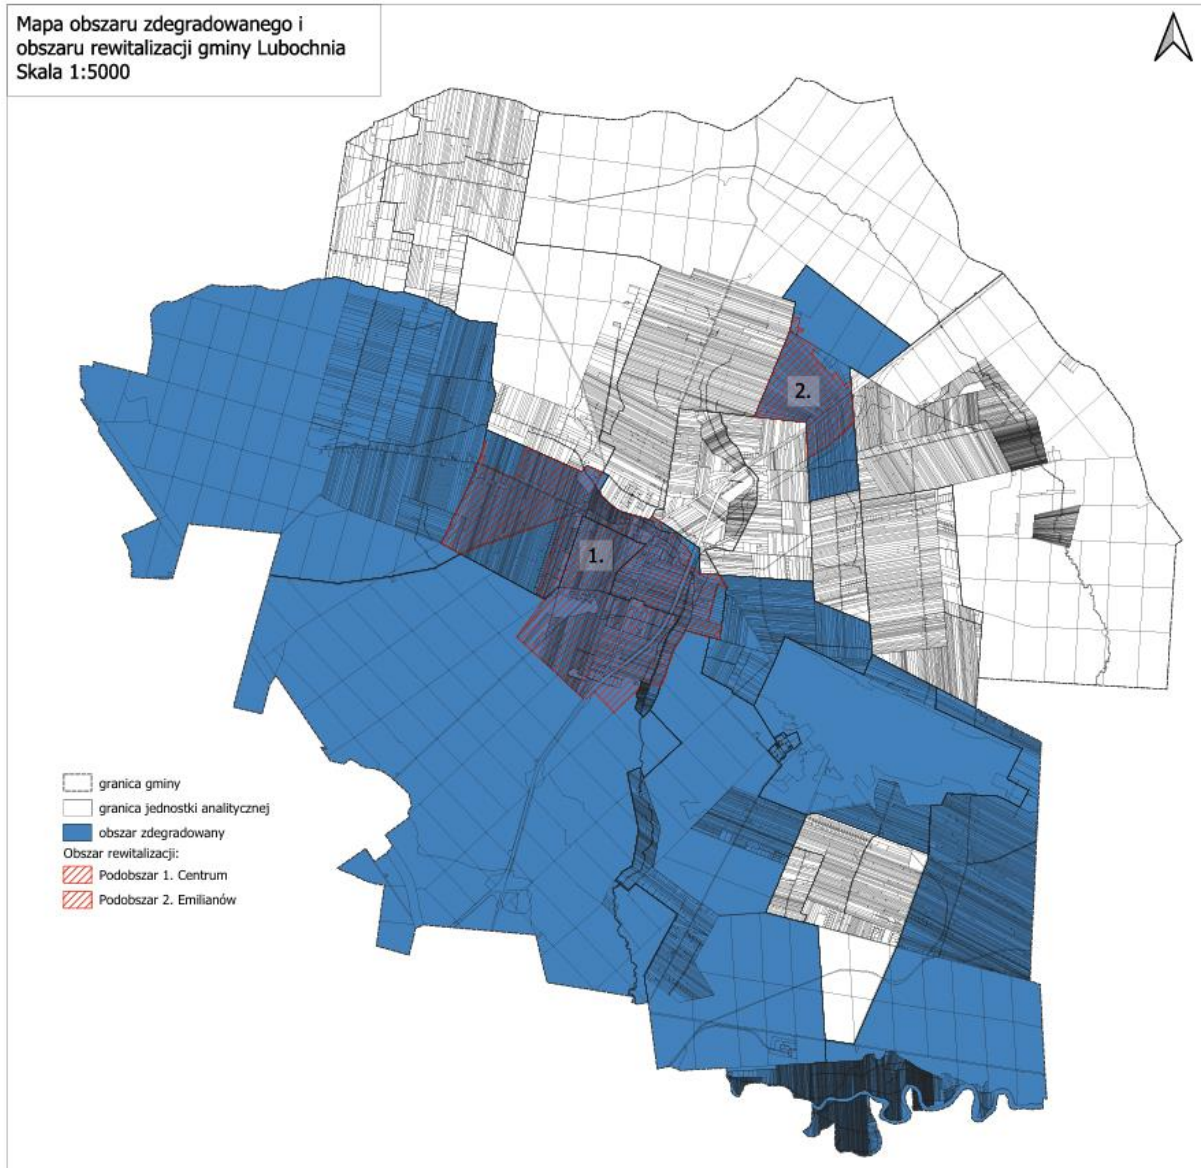 Mapa obszaru zdegradowanego i
obszaru rewitalizacji gminy Lubochnia
Skala 1:5000
2.
1.
granica gminy
granica jednostki analitycznej
obszar zdegradowany
Obszar rewitalizacji:
Podobszar 1. Centrum
Podobszar 2. Emilianów